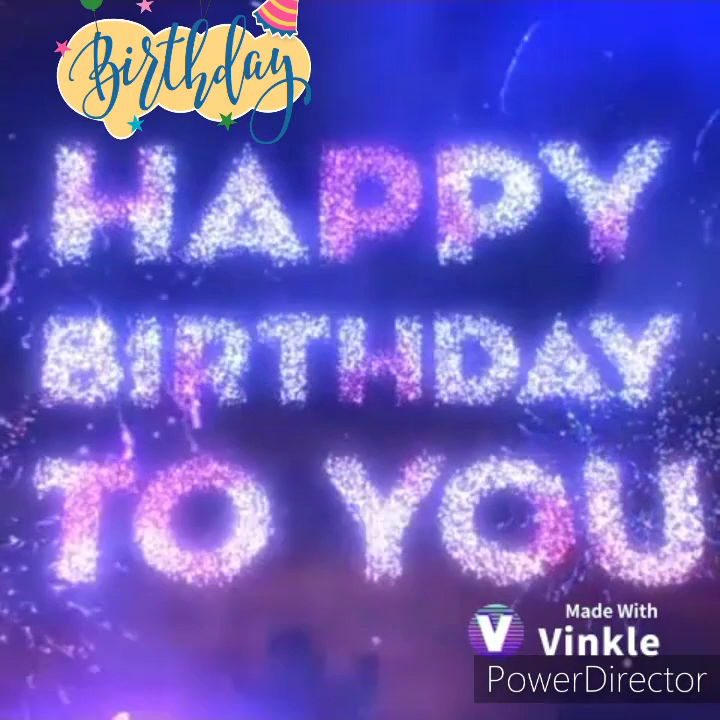 Birthday
HAPPY
BIRTHDAY
TO YOU
V
Made With
Vinkle
PowerDirector